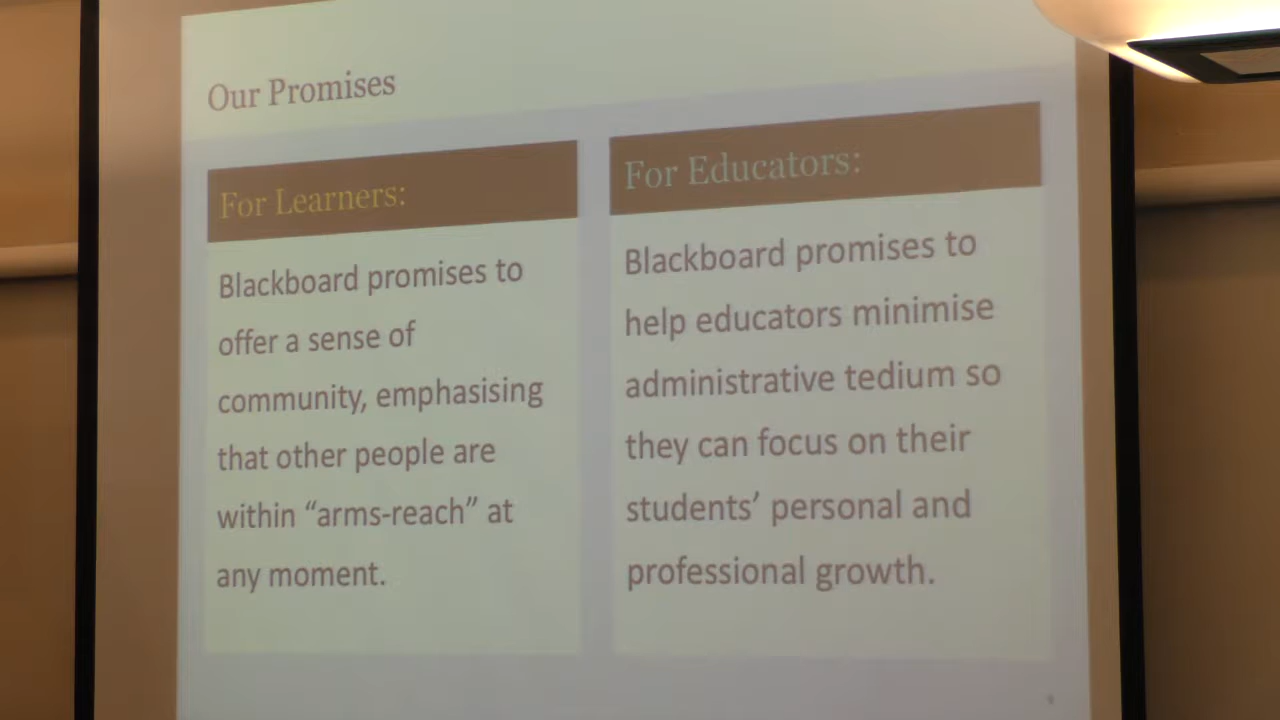 Our Promises
For Learners:
Blackboard promises to
offer a sense of
community, emphasising
that other people are
within “arms-reach” at
any moment.
For Educators:
Blackboard promises to
help educators minimise
administrative tedium so
they can focus on their
students’ personal and
professional growth.